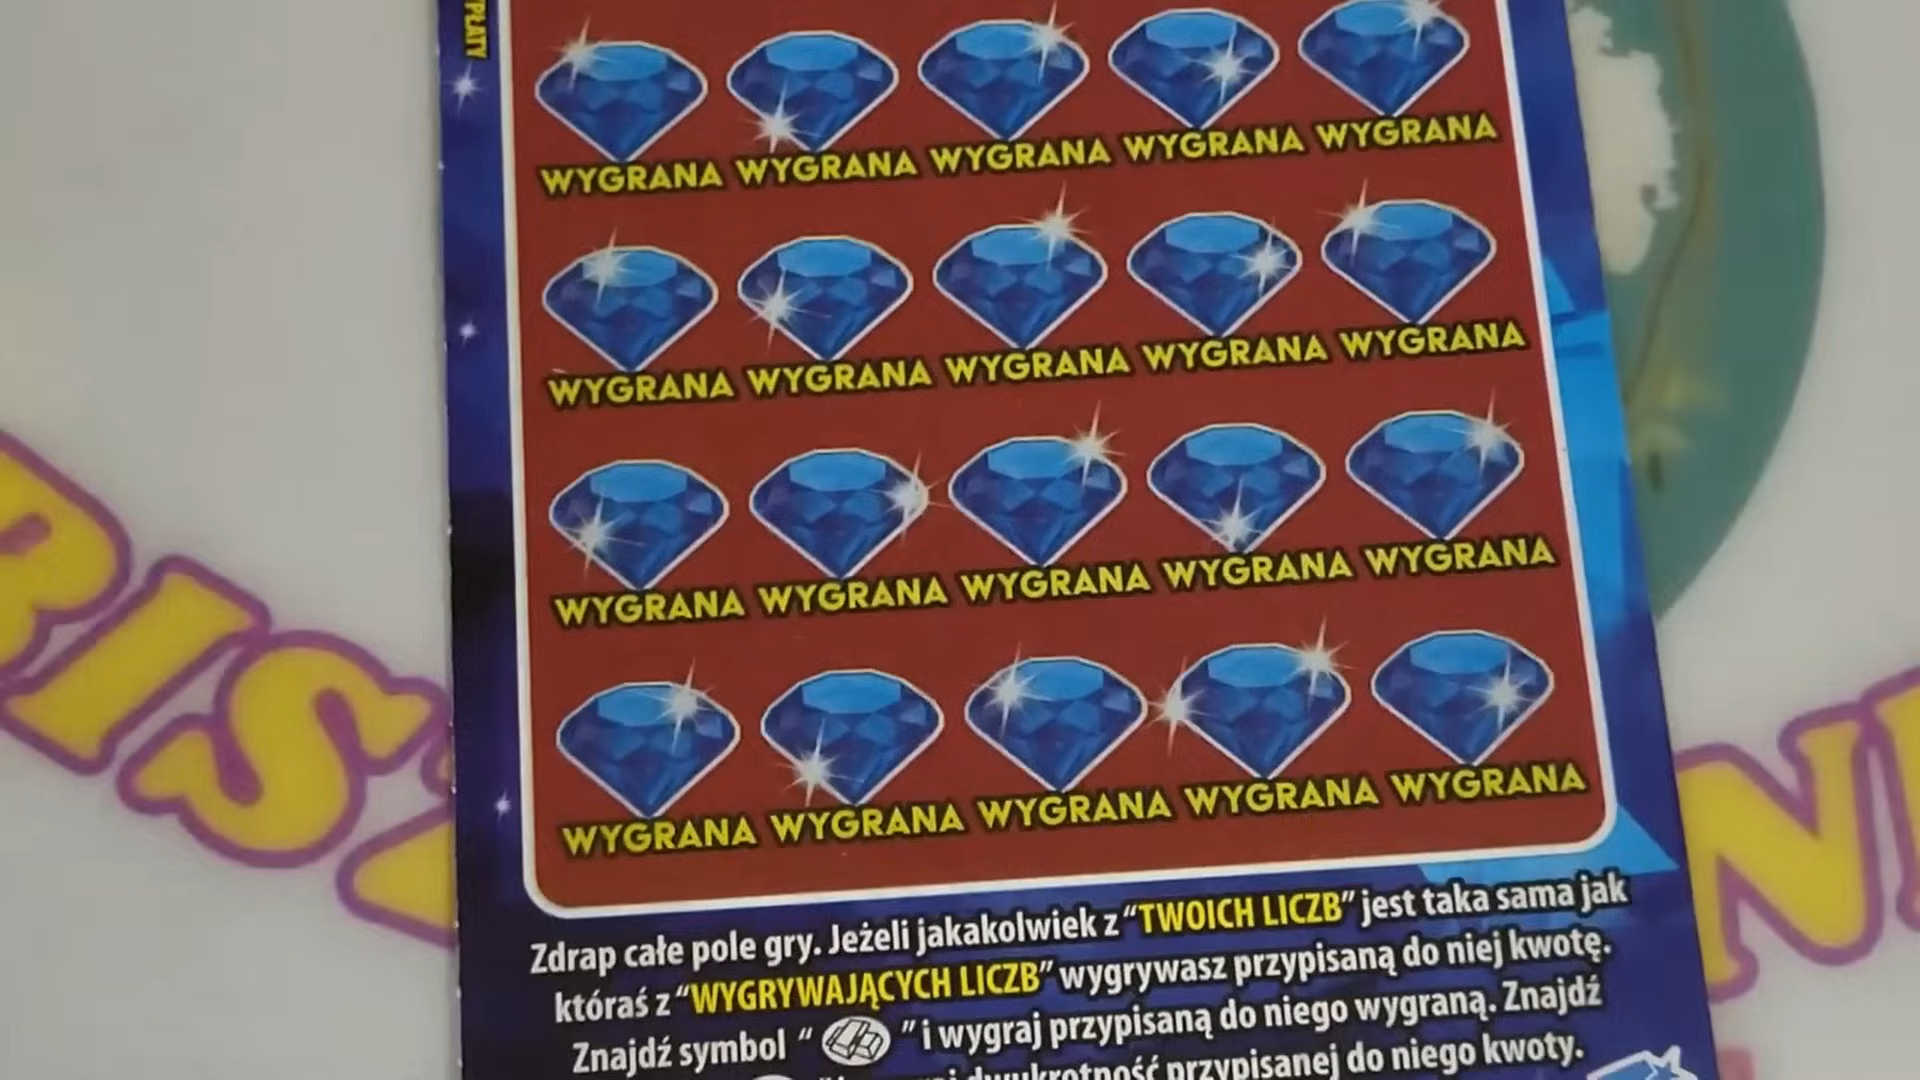 WYGRANA WYGRANA WYGRANA WYGRANA WYGRANA
WYGRANA WYGRANA WYGRANA WYGRANA WYGRANA
WYGRANA WYGRANA WYGRANA WYGRANA WYGRANA
WYGRANA WYGRANA WYGRANA WYGRANA WYGRANA
Zdrap całe pole gry. Jeżeli jakakolwiek z “TWOICH LICZB” jest taka sama jak
któraś z “WYGRYWAJĄCYCH LICZB” wygrywasz przypisaną do niej kwotę.
Znajdź symbol “ ” i wygraj przypisaną do niego wygraną. Znajdź
dwukrotność przypisanej do niego kwoty.